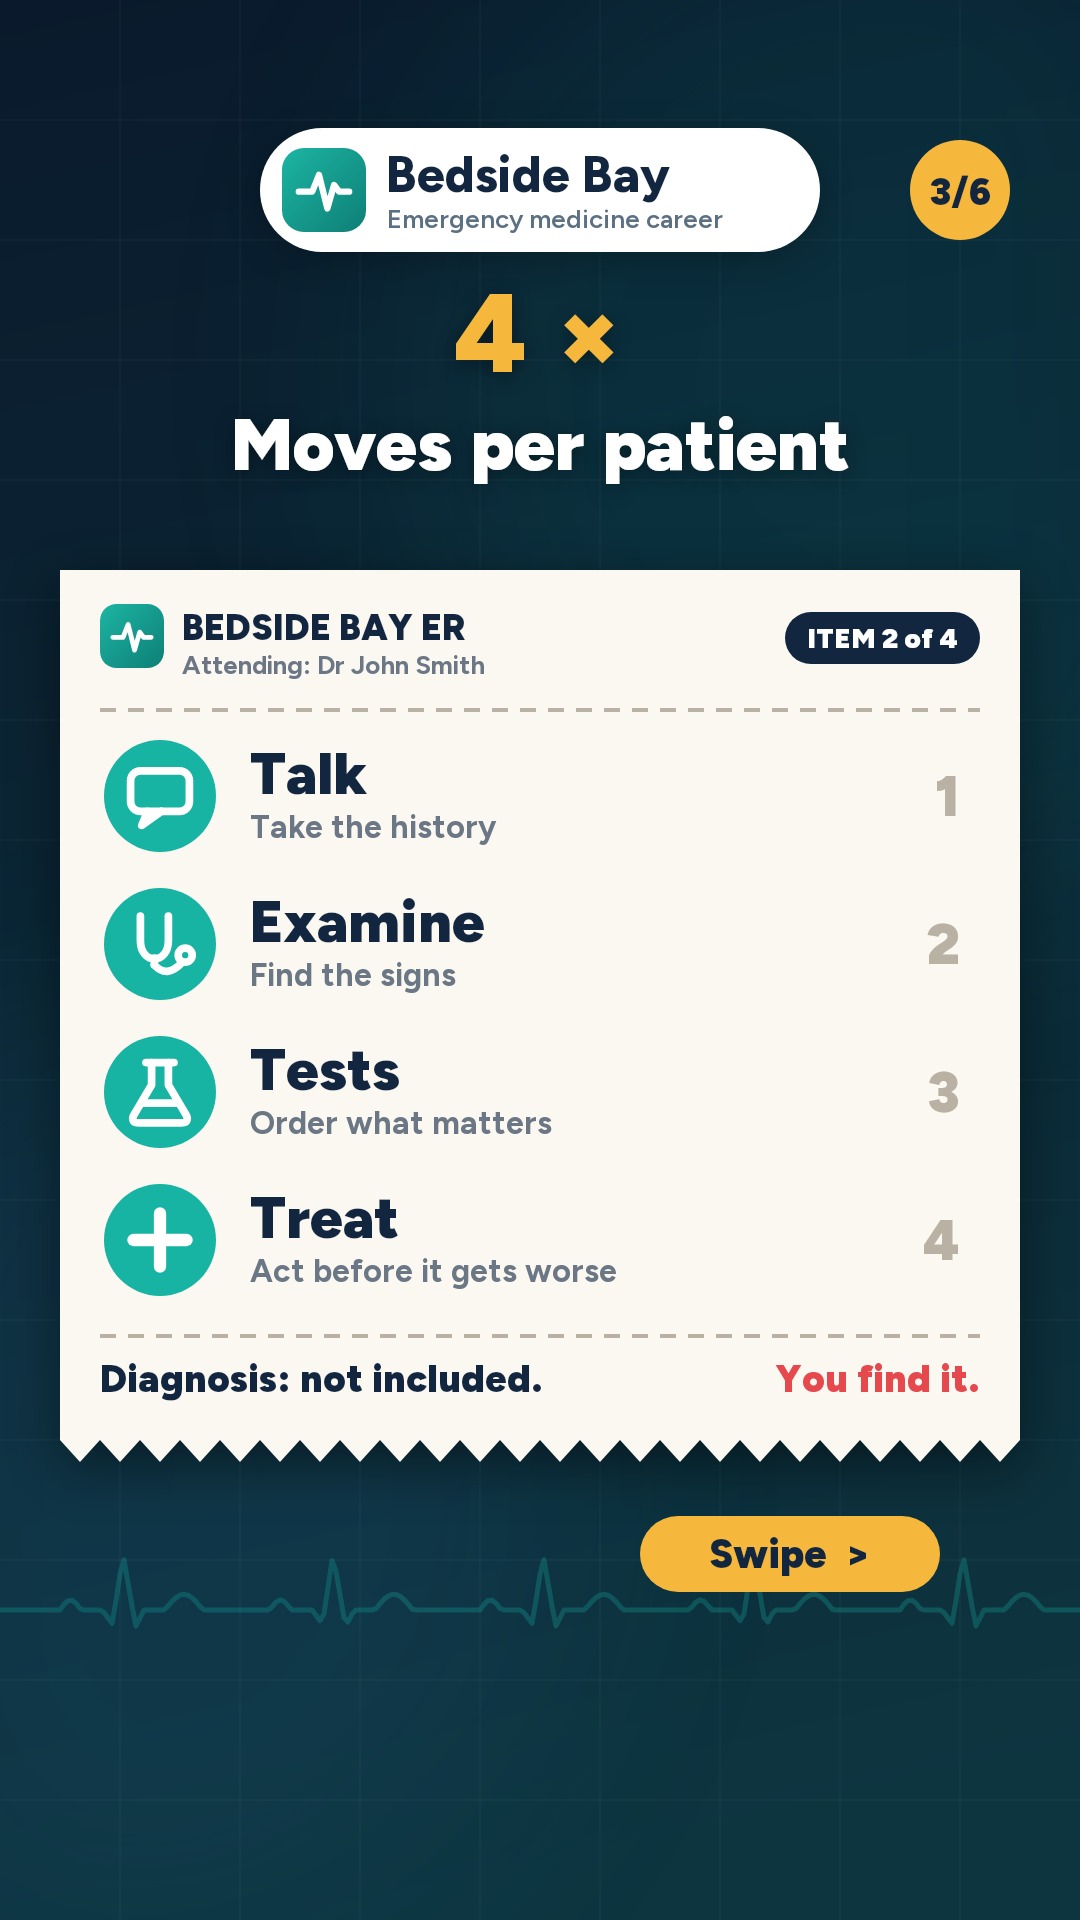 Bedside Bay
Emergency medicine career
3/6
4 ×
Moves per patient
BEDSIDE BAY ER
Attending: Dr John Smith
ITEM 2 of 4
Talk
Take the history
1
Examine
Find the signs
2
Tests
Order what matters
3
Treat
Act before it gets worse
4
Diagnosis: not included.
You find it.
Swipe >